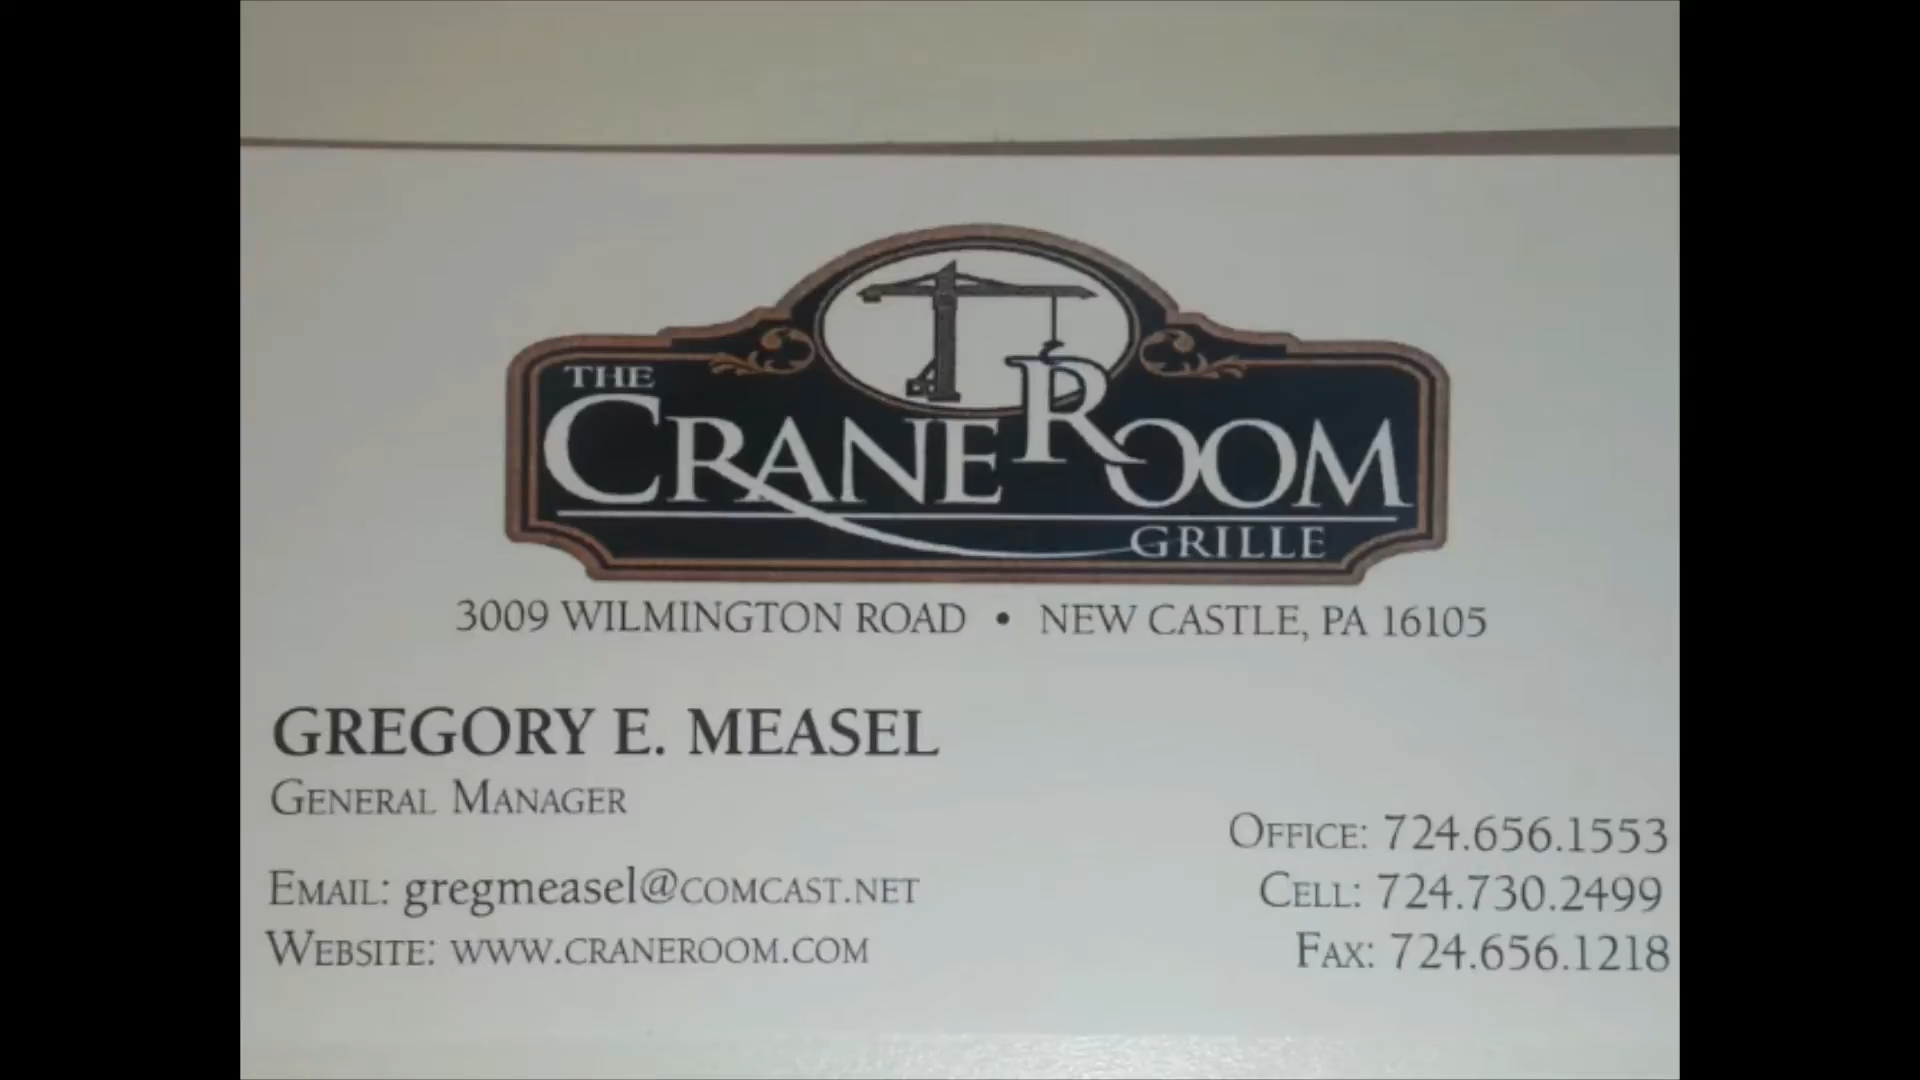 THE
CRANE ROOM
GRILLE
3009 WILMINGTON ROAD • NEW CASTLE, PA 16105
GREGORY E. MEASEL
GENERAL MANAGER
EMAIL: gregmeasel@COMCAST.NET
WEBSITE: WWW.CRANEROOM.COM
OFFICE: 724.656.1553
CELL: 724.730.2499
FAX: 724.656.1218